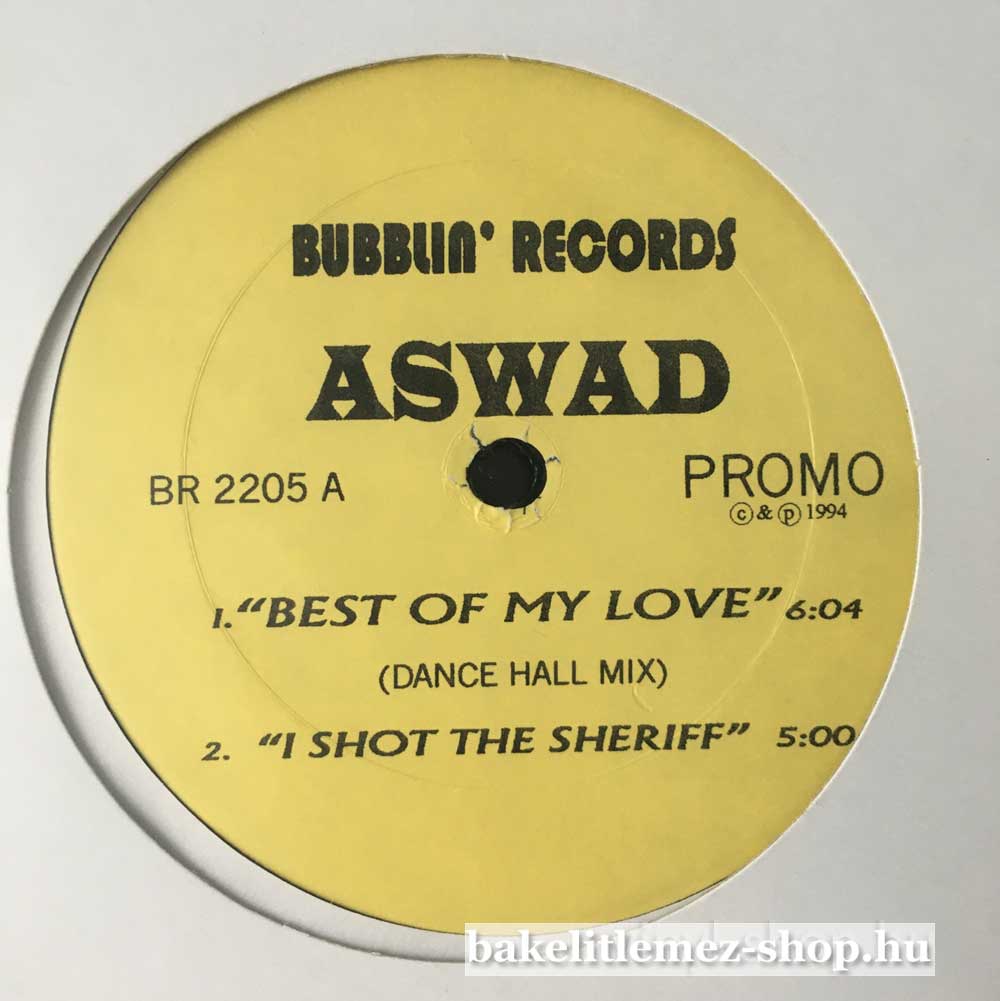 BUBBLIN' RECORDS
ASWAD
BR 2205 A
PROMO
©&℗ 1994
1. "BEST OF MY LOVE" 6:04
(DANCE HALL MIX)
2. "I SHOT THE SHERIFF" 5:00
bakelitlemez-shop.hu